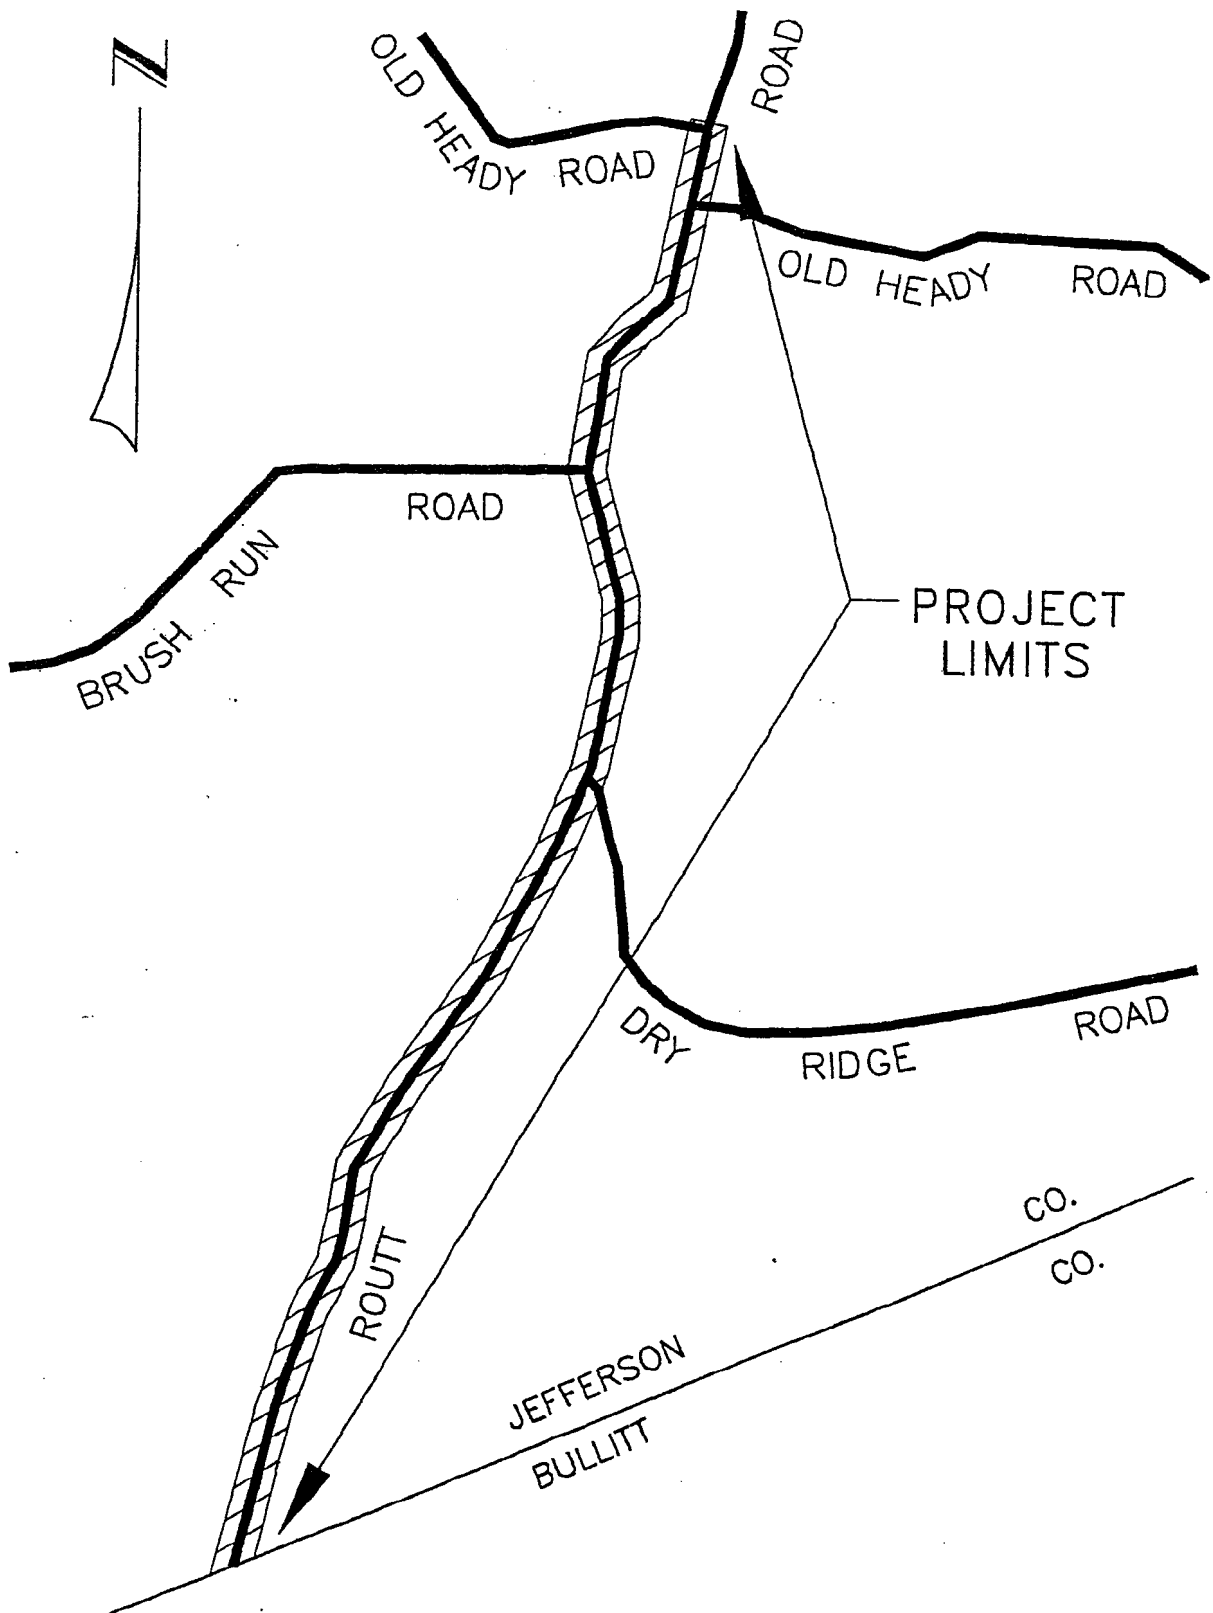 N
OLD HEADY ROAD
ROAD
OLD HEADY ROAD
BRUSH RUN ROAD
PROJECT
LIMITS
DRY RIDGE ROAD
ROUTT
JEFFERSON CO.
BULLITT CO.